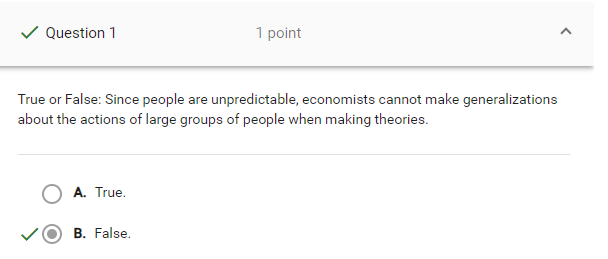 Question 1 1 point
True or False: Since people are unpredictable, economists cannot make generalizations
about the actions of large groups of people when making theories.
A. True.
B. False.